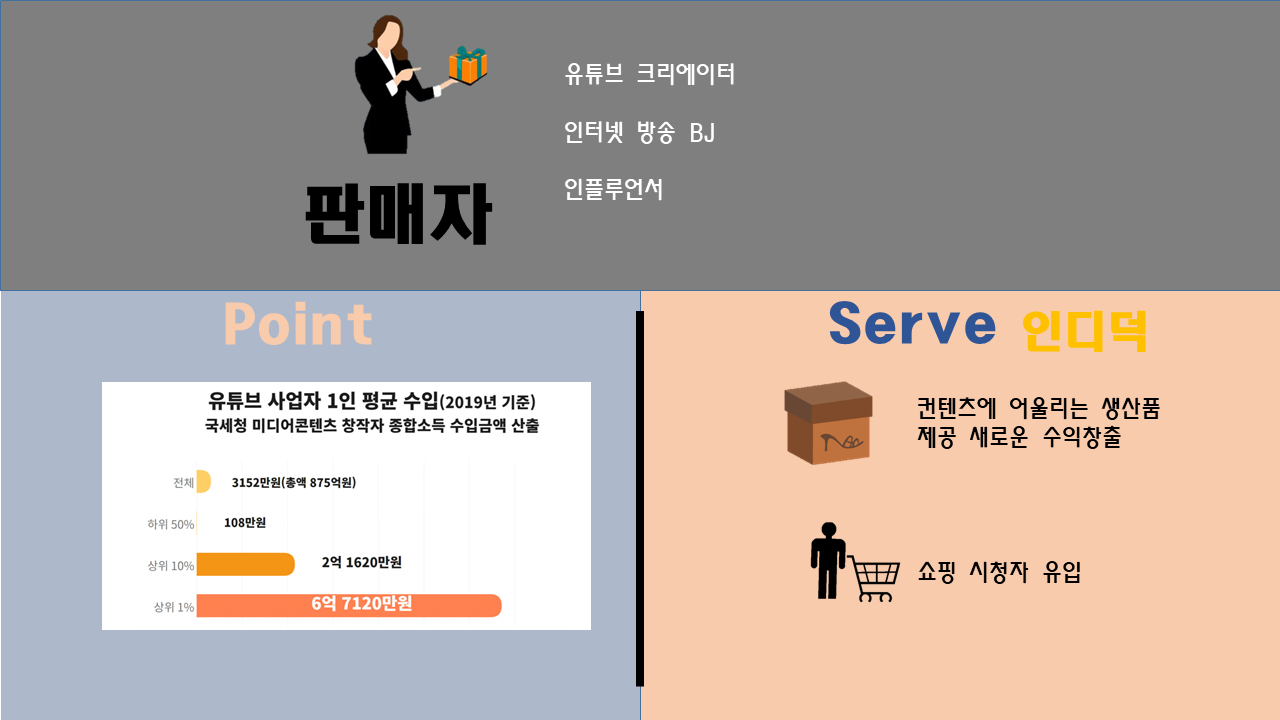 유튜브 크리에이터
인터넷 방송 BJ
인플루언서
판매자
Point
유튜브 사업자 1인 평균 수입(2019년 기준)
국세청 미디어콘텐츠 창작자 종합소득 수입금액 산출
전체 3152만원(총액 875억원)
하위 50% 108만원
상위 10% 2억 1620만원
상위 1% 6억 7120만원
Serve 인디덕
컨텐츠에 어울리는 생산품
제공 새로운 수익창출
쇼핑 시청자 유입